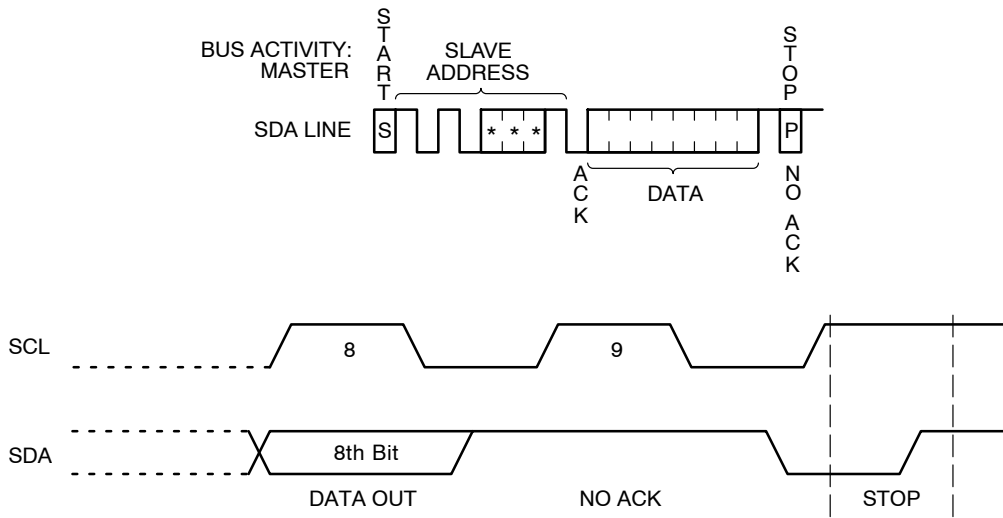 START
STOP
BUS ACTIVITY:
MASTER
SLAVE
ADDRESS
SDA LINE
S
* * *
P
ACK
DATA
NO ACK
SCL
8
9
SDA
8th Bit
DATA OUT
NO ACK
STOP